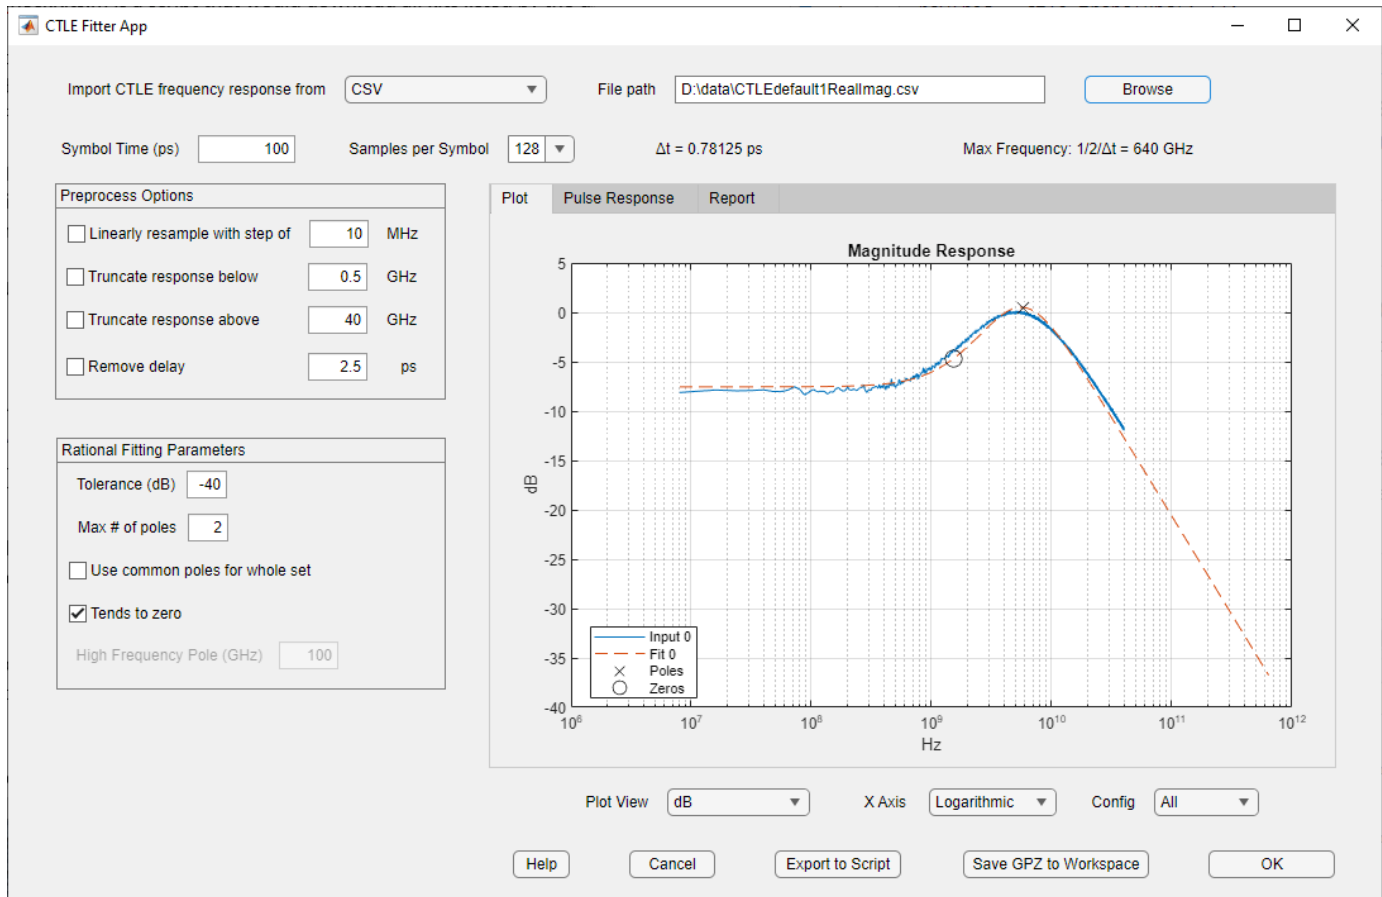 CTLE Fitter App
Import CTLE frequency response from CSV File path D:\data\CTLEdefault1RealImag.csv Browse
Symbol Time (ps) 100 Samples per Symbol 128 Δt = 0.78125 ps Max Frequency: 1/2/Δt = 640 GHz
Preprocess Options
Linearly resample with step of 10 MHz
Truncate response below 0.5 GHz
Truncate response above 40 GHz
Remove delay 2.5 ps
Rational Fitting Parameters
Tolerance (dB) -40
Max # of poles 2
Use common poles for whole set
Tends to zero
High Frequency Pole (GHz) 100
Plot Pulse Response Report
Magnitude Response
5
0
-5
-10
-15
-20
-25
-30
-35
-40
dB
Input 0
Fit 0
Poles
Zeros
10⁶ 10⁷ 10⁸ 10⁹ 10¹⁰ 10¹¹ 10¹²
Hz
Plot View dB X Axis Logarithmic Config All
Help Cancel Export to Script Save GPZ to Workspace OK